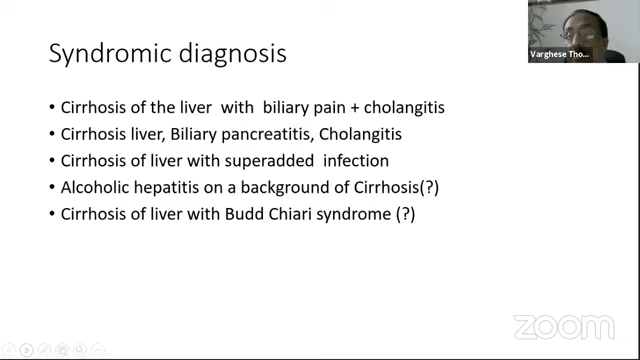 Syndromic diagnosis
Varghese Tho...
• Cirrhosis of the liver with biliary pain + cholangitis
• Cirrhosis liver, Biliary pancreatitis, Cholangitis
• Cirrhosis of liver with superadded infection
• Alcoholic hepatitis on a background of Cirrhosis(?)
• Cirrhosis of liver with Budd Chiari syndrome (?)
zoom